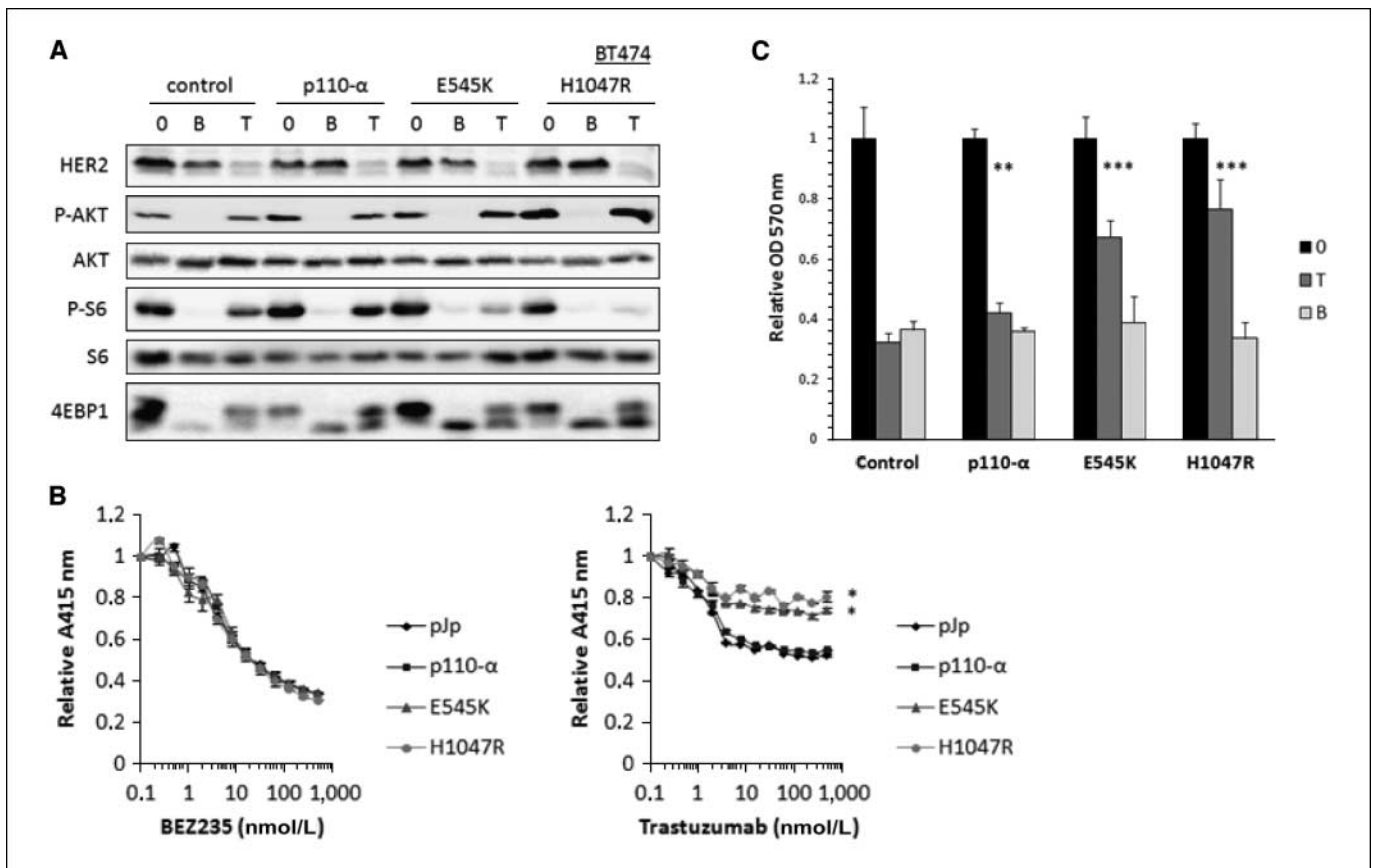 A
BT474
control p110-α E545K H1047R
0 B T 0 B T 0 B T 0 B T
HER2
P-AKT
AKT
P-S6
S6
4EBP1
C
1.2
1
0.8
0.6
0.4
0.2
0
Relative OD 570 nm
** *** ***
Control p110-α E545K H1047R
0
T
B
B
1.2
1
0.8
0.6
0.4
0.2
0
Relative A415 nm
0.1 1 10 100 1,000
BEZ235 (nmol/L)
pJp
p110-α
E545K
H1047R
1.2
1
0.8
0.6
0.4
0.2
0
Relative A415 nm
*
*
0.1 1 10 100 1,000
Trastuzumab (nmol/L)
pJp
p110-α
E545K
H1047R